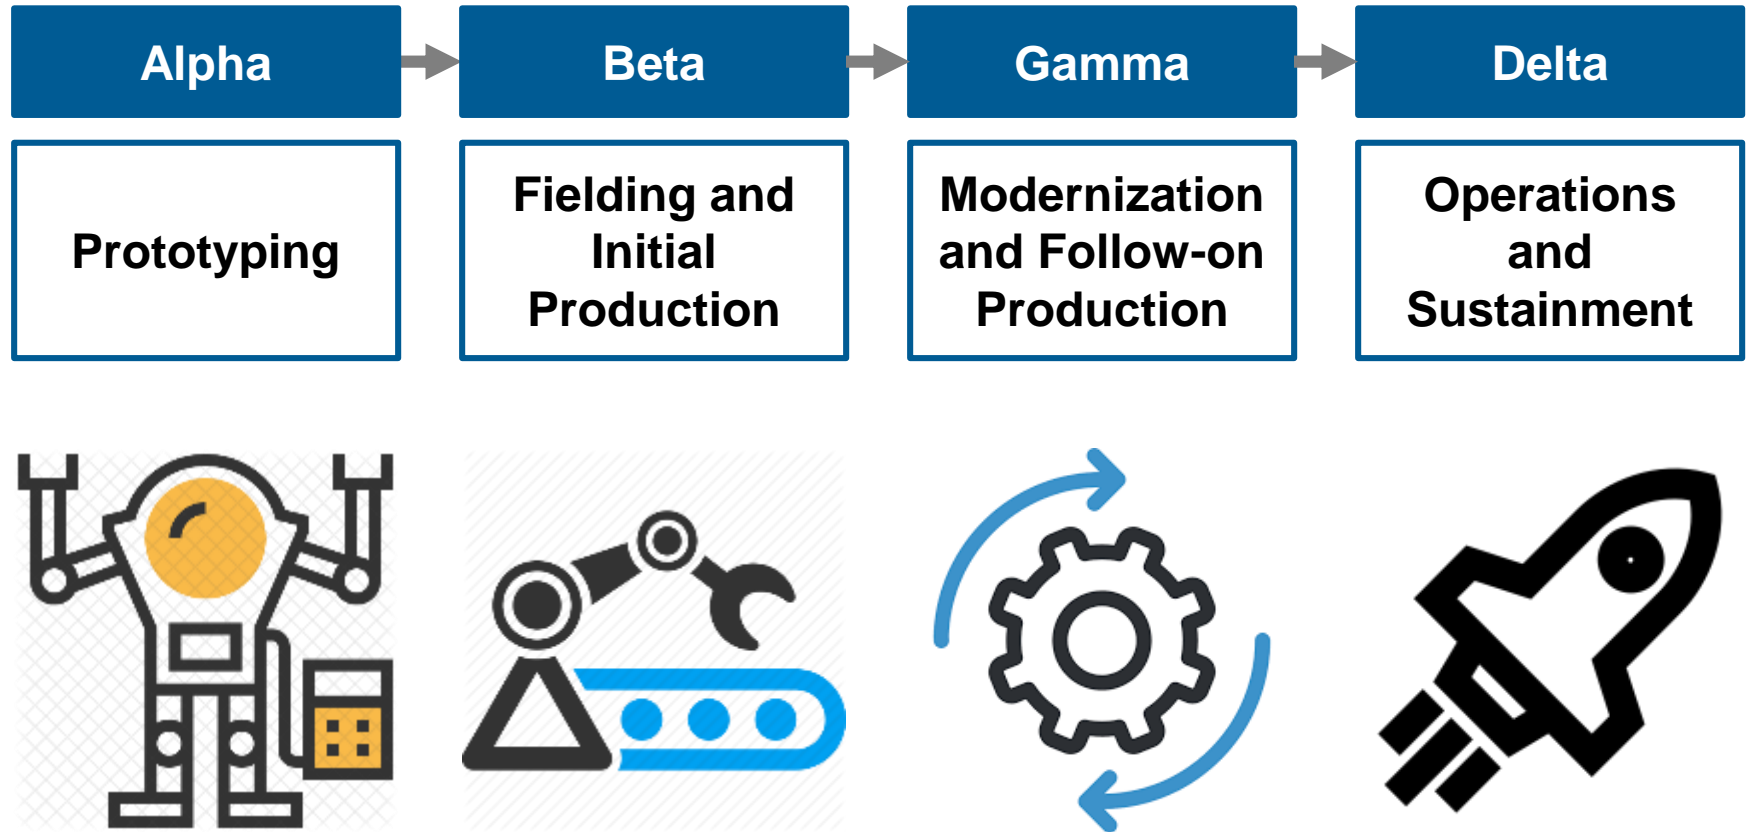 Alpha
Beta
Gamma
Delta
Prototyping
Fielding and
Initial
Production
Modernization
and Follow-on
Production
Operations
and
Sustainment